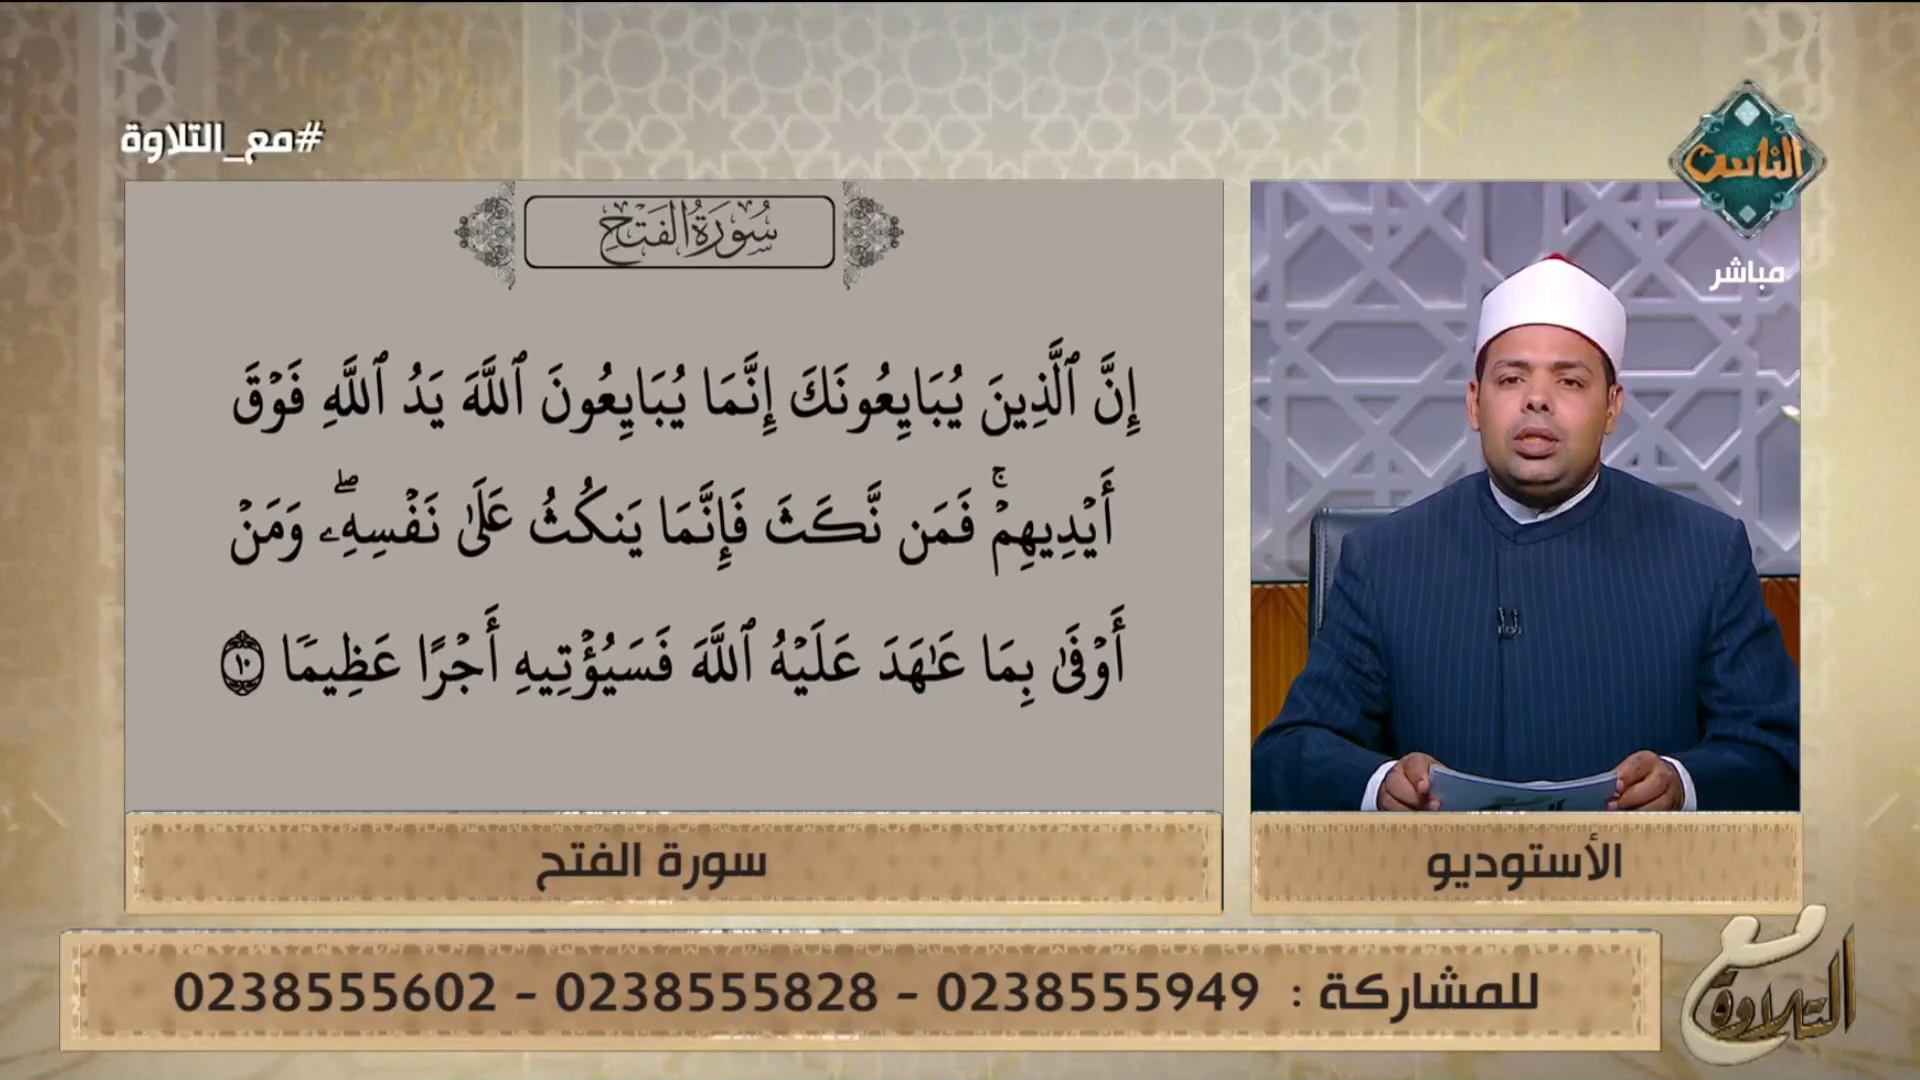 #مع_التلاوة
الناس
مباشر
سُورَةُ الفَتْحِ
إِنَّ ٱلَّذِينَ يُبَايِعُونَكَ إِنَّمَا يُبَايِعُونَ ٱللَّهَ يَدُ ٱللَّهِ فَوْقَ
أَيْدِيهِمْۚ فَمَن نَّكَثَ فَإِنَّمَا يَنكُثُ عَلَىٰ نَفْسِهِۦۖ وَمَنْ
أَوْفَىٰ بِمَا عَـٰهَدَ عَلَيْهُ ٱللَّهَ فَسَيُؤْتِيهِ أَجْرًا عَظِيمًا ١٠
سورة الفتح
الأستوديو
للمشاركة : 0238555949 - 0238555828 - 0238555602
مع التلاوة